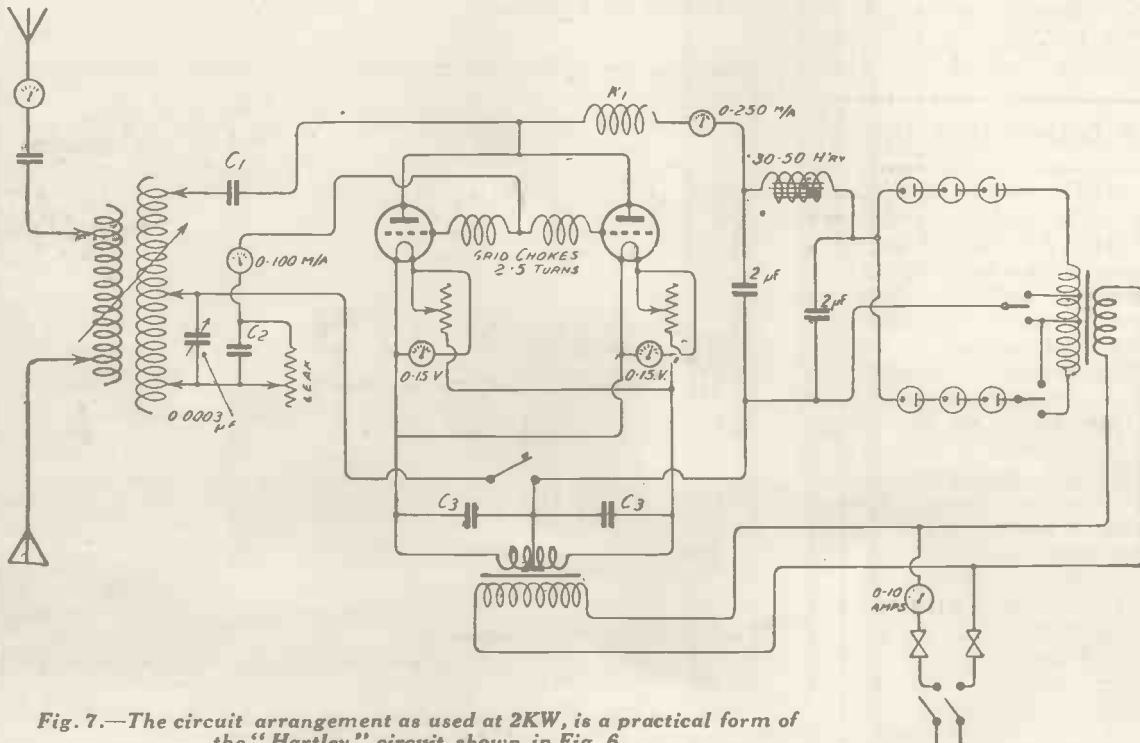 K1
0-250 M/A
C1
·30-50 H'RY
0-100 M/A
GRID CHOKES
2·5 TURNS
2 µF
2 µF
C2
LEAK
0·0003
µF
0-15 V
0-15.V.
C3
C3
0-10
AMPS
Fig. 7.—The circuit arrangement as used at 2KW, is a practical form of
the "Hartley" circuit shown in Fig. 6.